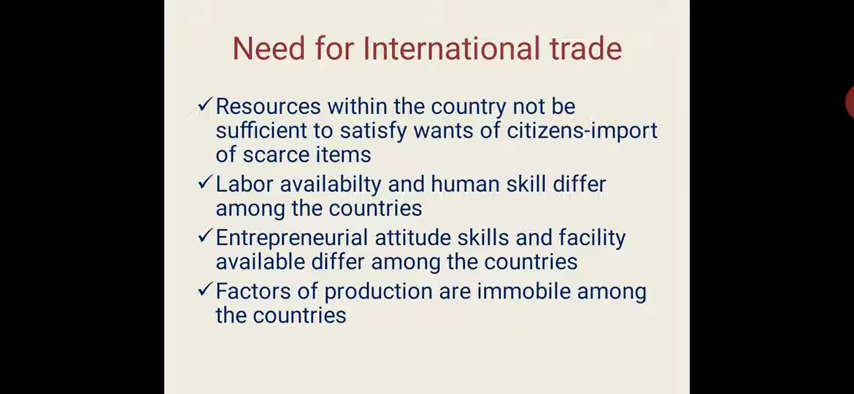 Need for International trade
✓Resources within the country not be
sufficient to satisfy wants of citizens-import
of scarce items
✓Labor availabilty and human skill differ
among the countries
✓Entrepreneurial attitude skills and facility
available differ among the countries
✓Factors of production are immobile among
the countries